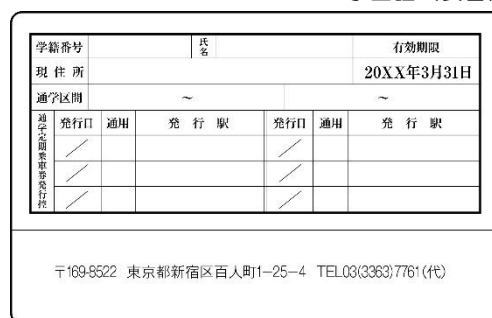 学籍番号 氏名 有効期限
現住所 20XX年3月31日
通学区間 ～ ～
通学定期乗車券発行控
発行日 通用 発行駅 発行日 通用 発行駅
〒169-8522 東京都新宿区百人町1-25-4 TEL03(3363)7761(代)